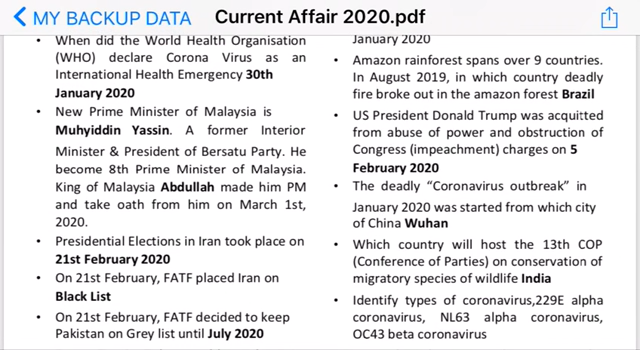 MY BACKUP DATA
Current Affair 2020.pdf
• When did the World Health Organisation
(WHO) declare Corona Virus as an
International Health Emergency 30th
January 2020
• New Prime Minister of Malaysia is
Muhyiddin Yassin. A former Interior
Minister & President of Bersatu Party. He
become 8th Prime Minister of Malaysia.
King of Malaysia Abdullah made him PM
and take oath from him on March 1st,
2020.
• Presidential Elections in Iran took place on
21st February 2020
• On 21st February, FATF placed Iran on
Black List
• On 21st February, FATF decided to keep
Pakistan on Grey list until July 2020
January 2020
• Amazon rainforest spans over 9 countries.
In August 2019, in which country deadly
fire broke out in the amazon forest Brazil
• US President Donald Trump was acquitted
from abuse of power and obstruction of
Congress (impeachment) charges on 5
February 2020
• The deadly “Coronavirus outbreak” in
January 2020 was started from which city
of China Wuhan
• Which country will host the 13th COP
(Conference of Parties) on conservation of
migratory species of wildlife India
• Identify types of coronavirus,229E alpha
coronavirus, NL63 alpha coronavirus,
OC43 beta coronavirus